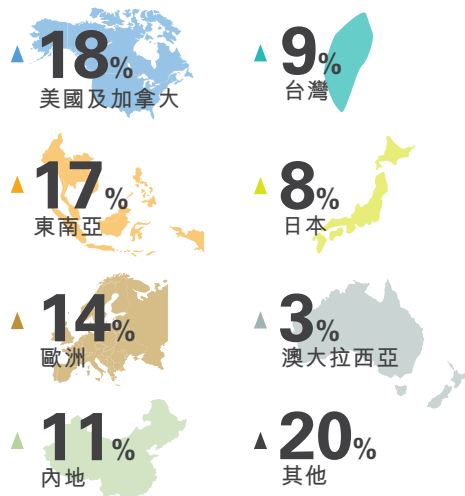 18%
美國及加拿大
9%
台灣
17%
東南亞
8%
日本
14%
歐洲
3%
澳大拉西亞
11%
內地
20%
其他